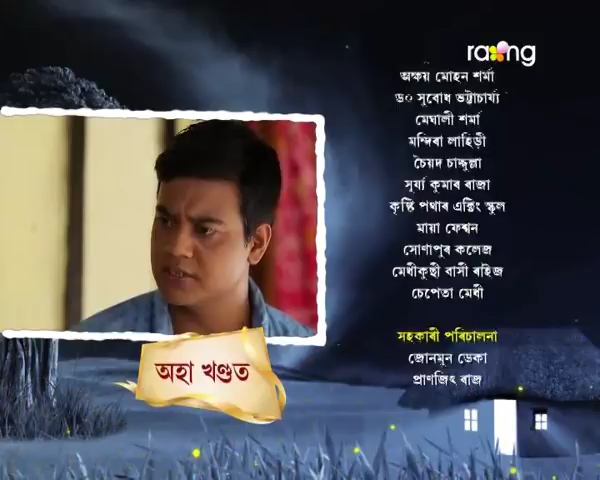 rang
অক্ষয় মোহন শৰ্মা
ড০ সুবোধ ভট্টাচাৰ্য্য
মেঘালী শৰ্মা
মন্দিৰা লাহিড়ী
চৈয়দ চাদ্দুল্লা
সূৰ্য্য কুমাৰ ৰাজা
কৃষ্টি পথাৰ এক্টিং স্কুল
মায়া ফেশ্বন
সোণাপুৰ কলেজ
মেধীকুছী বাসী ৰাইজ
চেপেতা মেধী
সহকাৰী পৰিচালনা
জোনমুন ডেকা
প্ৰাণজিৎ ৰাজ
অহা খণ্ডত